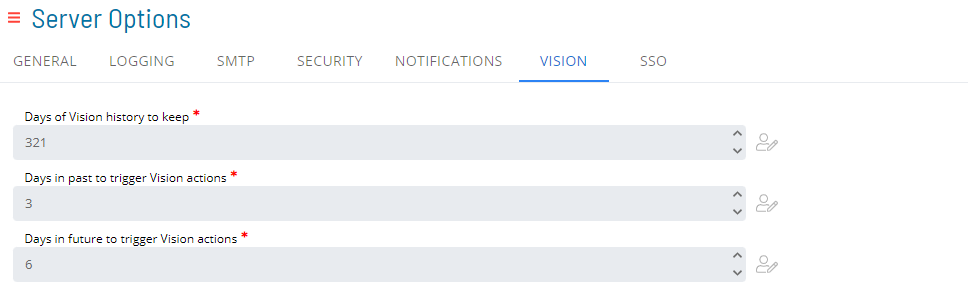 Server Options
GENERAL LOGGING SMTP SECURITY NOTIFICATIONS VISION SSO
Days of Vision history to keep *
321
Days in past to trigger Vision actions *
3
Days in future to trigger Vision actions *
6